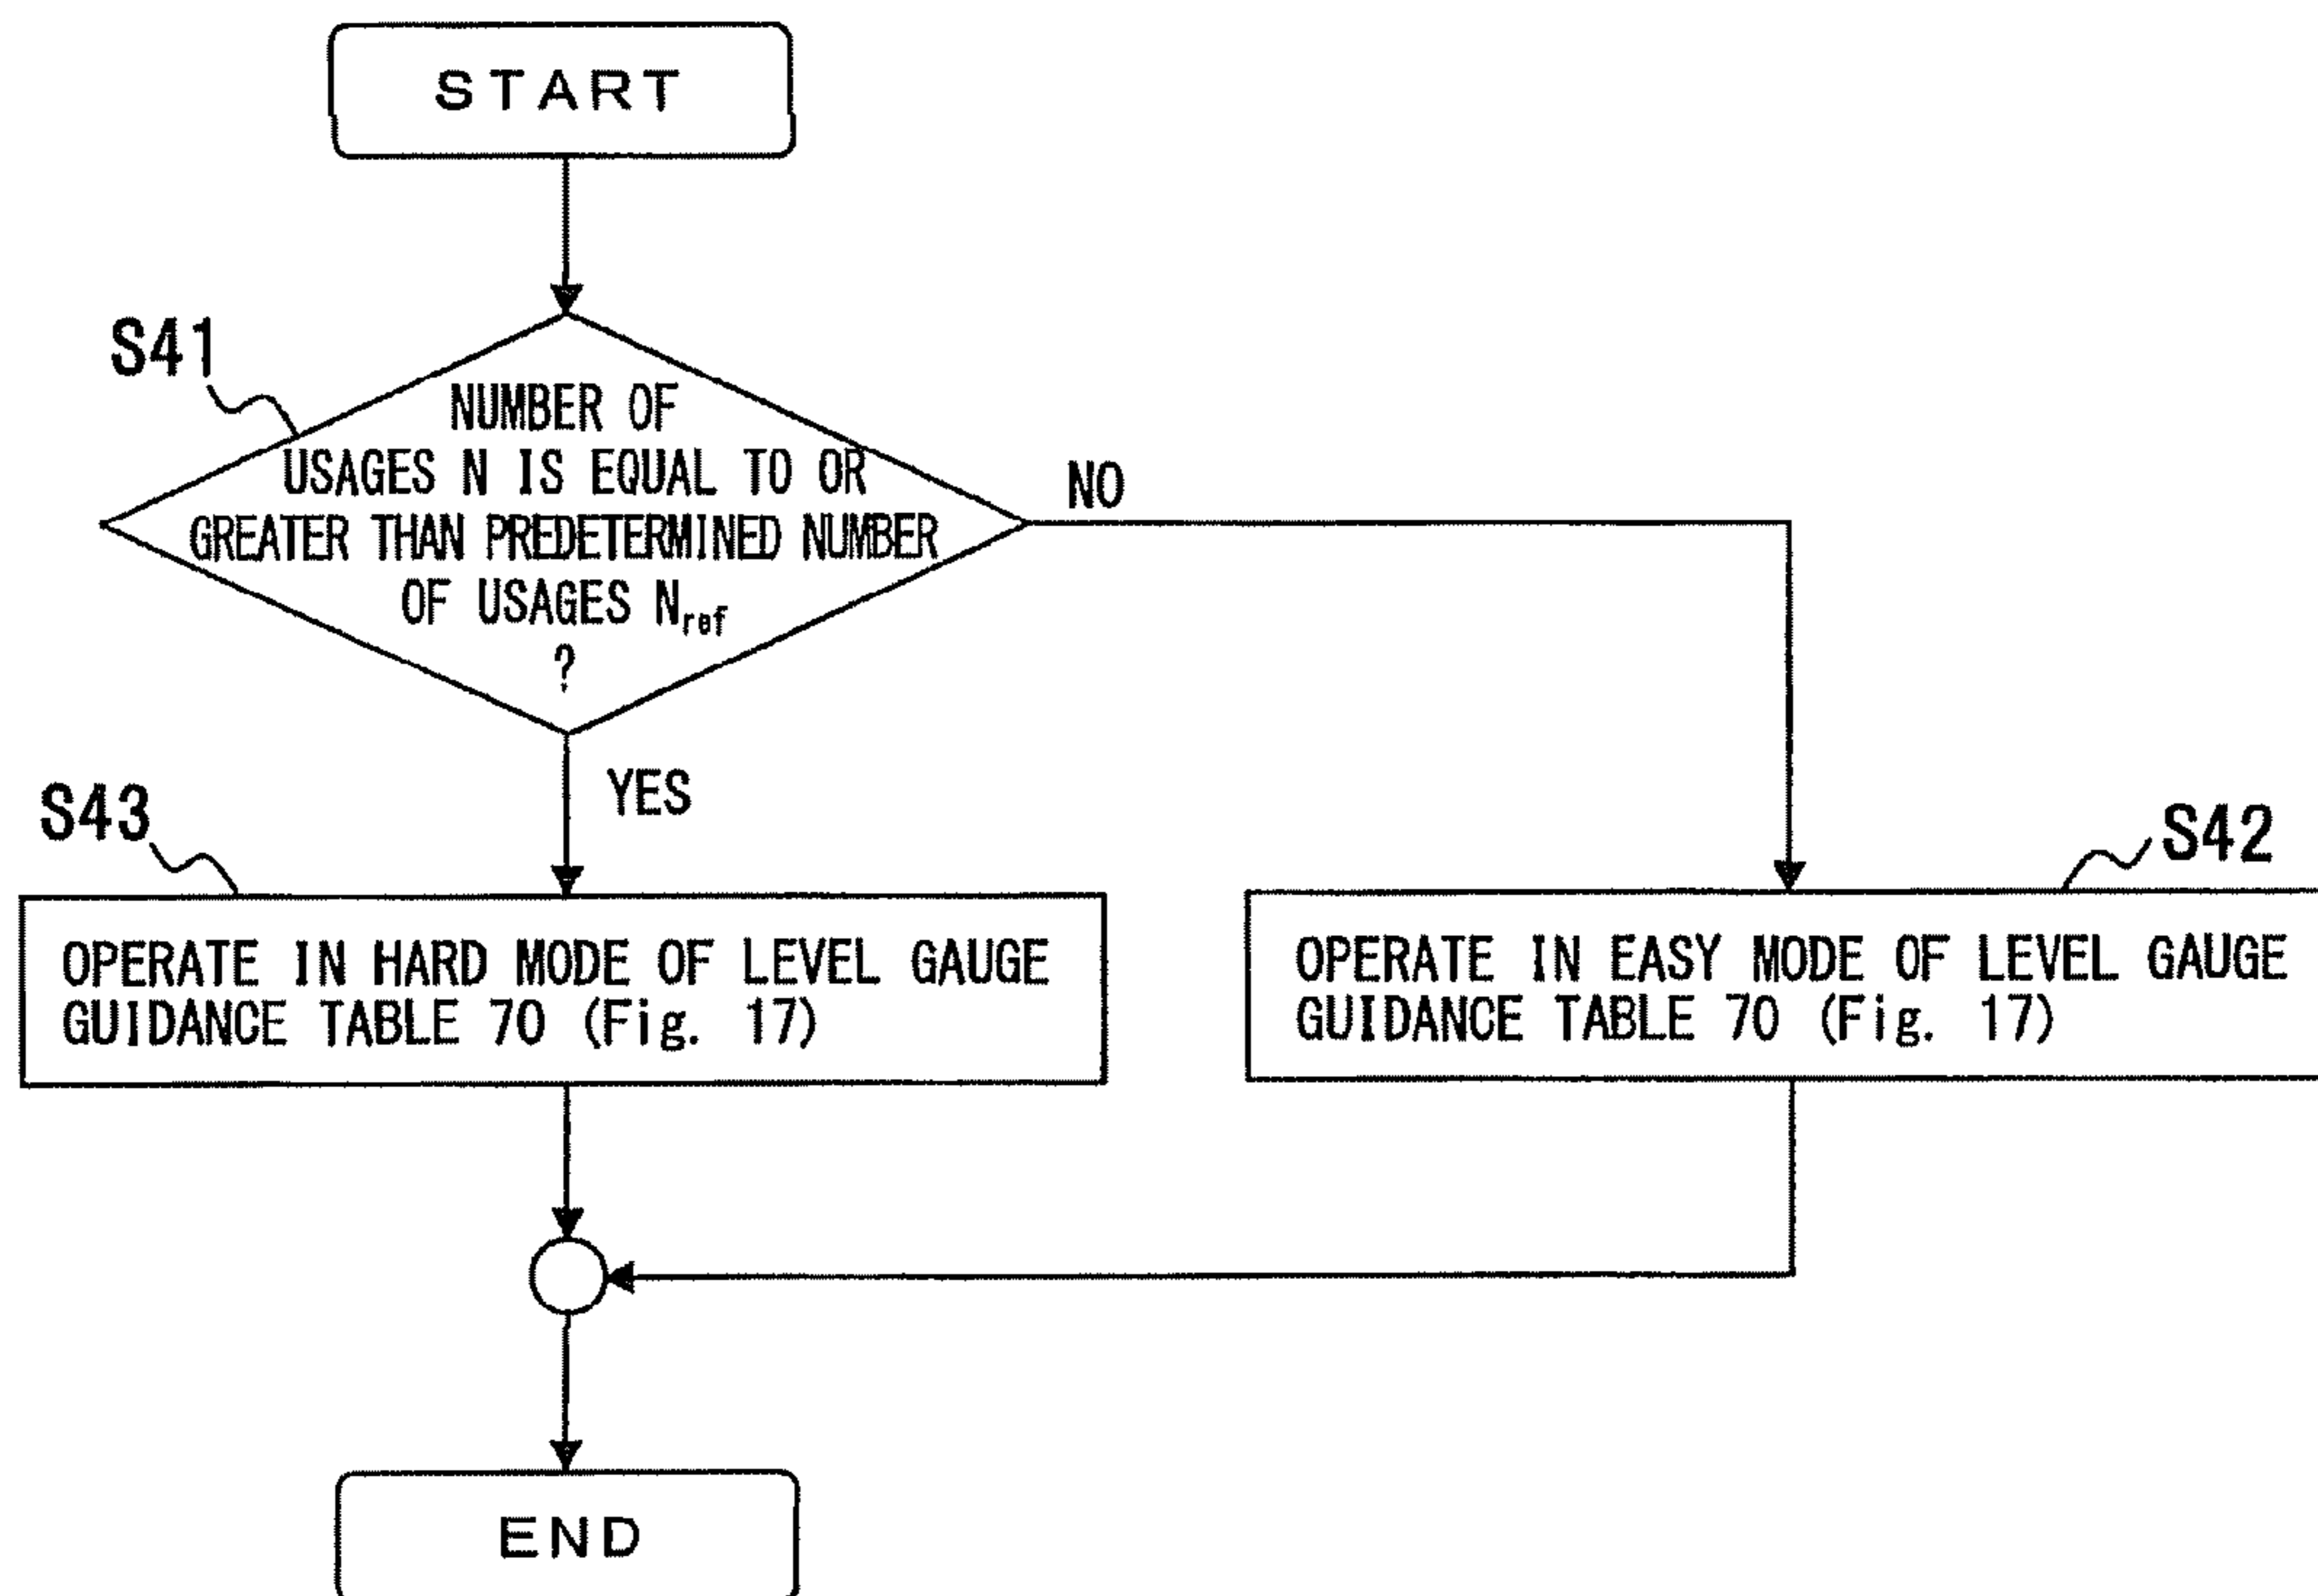 START
S41
NUMBER OF
USAGES N IS EQUAL TO OR
GREATER THAN PREDETERMINED NUMBER
OF USAGES Nref
?
NO
YES
S43
OPERATE IN HARD MODE OF LEVEL GAUGE
GUIDANCE TABLE 70 (Fig. 17)
S42
OPERATE IN EASY MODE OF LEVEL GAUGE
GUIDANCE TABLE 70 (Fig. 17)
END